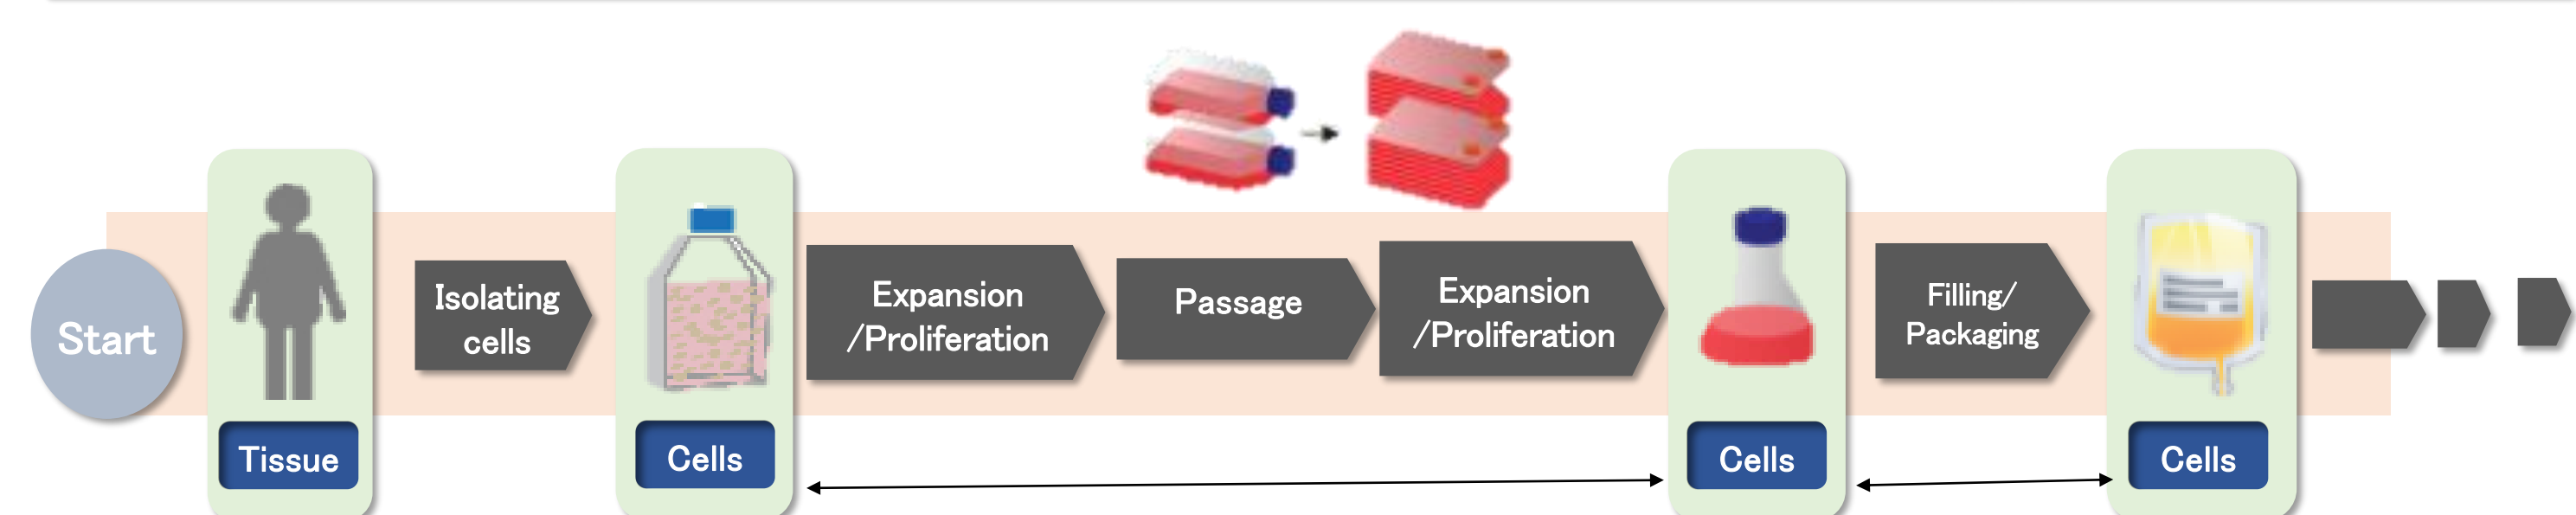 Start
Tissue
Isolating
cells
Cells
Expansion
/Proliferation
Passage
Expansion
/Proliferation
Cells
Filling/
Packaging
Cells